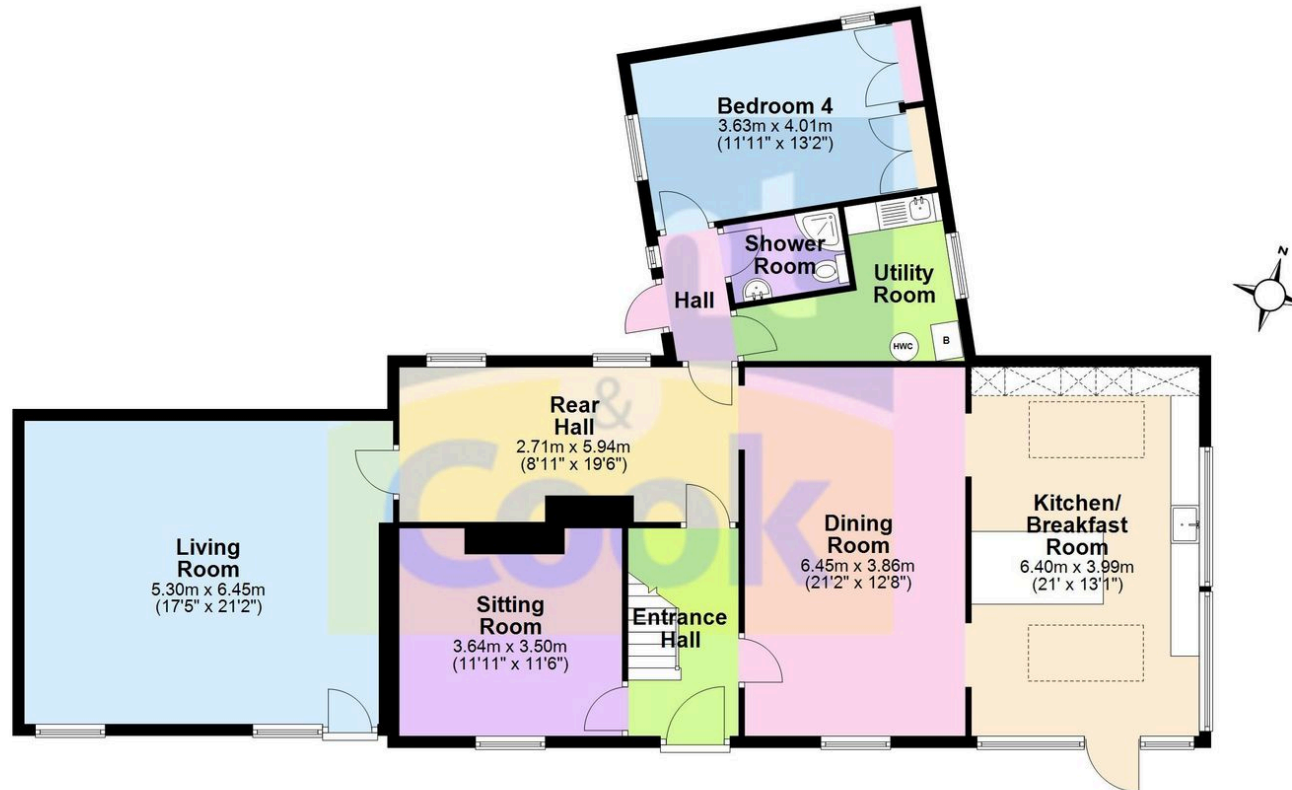 Bedroom 4
3.63m x 4.01m
(11'11" x 13'2")
Shower
Room
Utility
Room
Hall
HWC
B
N
Rear
Hall
2.71m x 5.94m
(8'11" x 19'6")
&
Cook
Living
Room
5.30m x 6.45m
(17'5" x 21'2")
Sitting
Room
3.64m x 3.50m
(11'11" x 11'6")
Entrance
Hall
Dining
Room
6.45m x 3.86m
(21'2" x 12'8")
Kitchen/
Breakfast
Room
6.40m x 3.99m
(21' x 13'1")